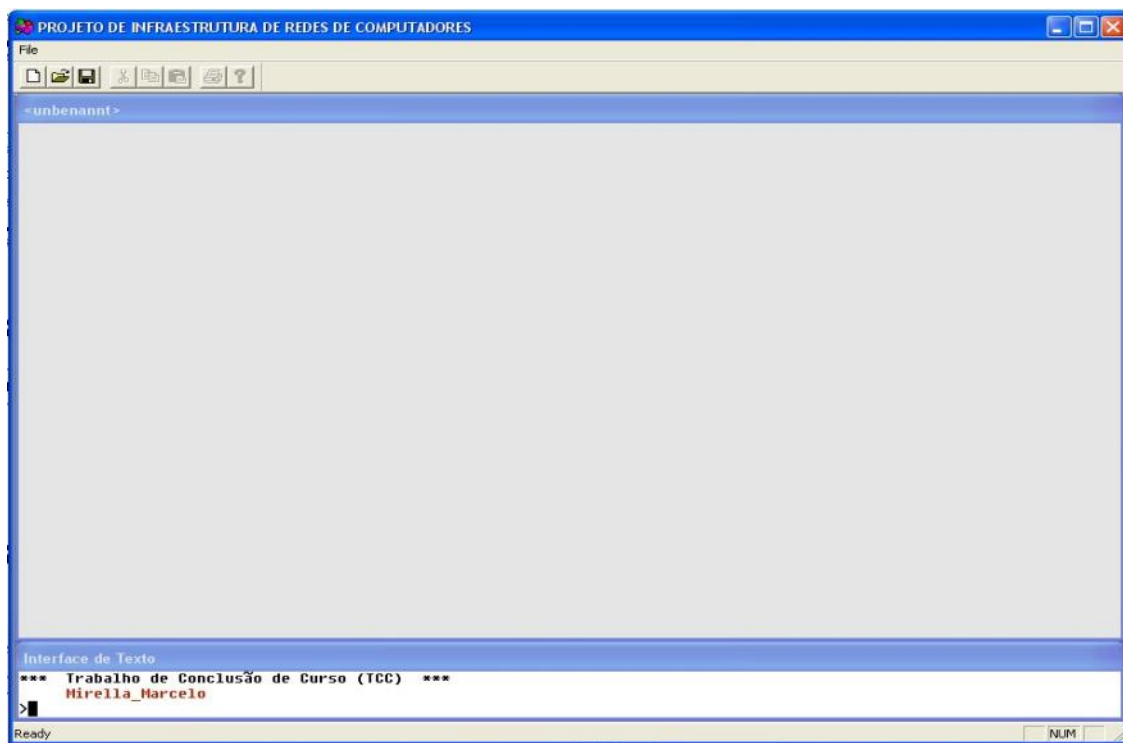 PROJETO DE INFRAESTRUTURA DE REDES DE COMPUTADORES
File
<unbenannt>
Interface de Texto
*** Trabalho de Conclusão de Curso (TCC) ***
Mirella_Marcelo
>
Ready NUM